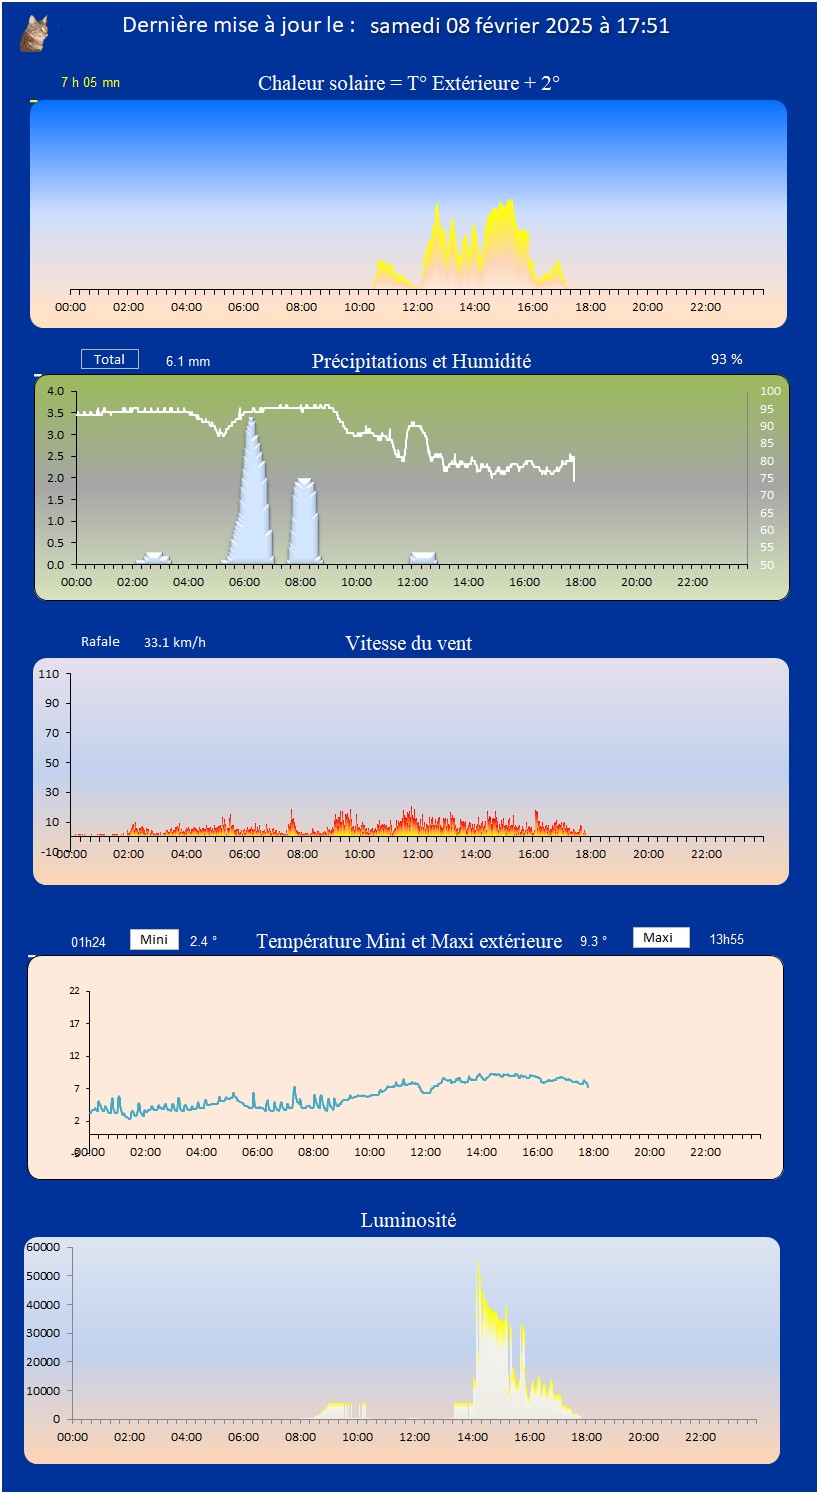 Dernière mise à jour le : samedi 08 février 2025 à 17:51
7 h 05 mn Chaleur solaire = T° Extérieure + 2°
00:00 02:00 04:00 06:00 08:00 10:00 12:00 14:00 16:00 18:00 20:00 22:00
Total 6.1 mm Précipitations et Humidité 93 %
4.0 100
3.5 95
90
3.0 85
2.5 80
2.0 75
1.5 70
65
1.0 60
0.5 55
0.0 50
00:00 02:00 04:00 06:00 08:00 10:00 12:00 14:00 16:00 18:00 20:00 22:00
Rafale 33.1 km/h Vitesse du vent
110
90
70
50
30
10
-10
00:00 02:00 04:00 06:00 08:00 10:00 12:00 14:00 16:00 18:00 20:00 22:00
01h24 Mini 2.4 ° Température Mini et Maxi extérieure 9.3 ° Maxi 13h55
22
17
12
7
2
-3
00:00 02:00 04:00 06:00 08:00 10:00 12:00 14:00 16:00 18:00 20:00 22:00
Luminosité
60000
50000
40000
30000
20000
10000
0
00:00 02:00 04:00 06:00 08:00 10:00 12:00 14:00 16:00 18:00 20:00 22:00